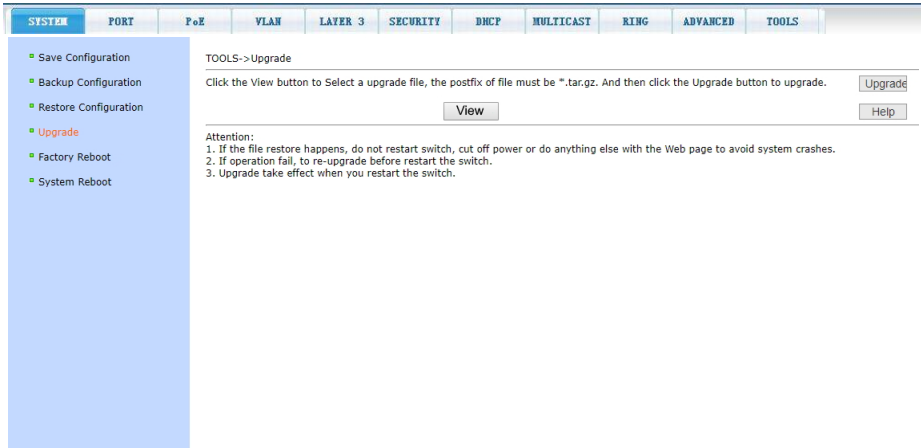 SYSTEM PORT PoE VLAN LAYER 3 SECURITY DHCP MULTICAST RING ADVANCED TOOLS
Save Configuration
Backup Configuration
Restore Configuration
Upgrade
Factory Reboot
System Reboot
TOOLS->Upgrade
Click the View button to Select a upgrade file, the postfix of file must be *.tar.gz. And then click the Upgrade button to upgrade.
Upgrade
View
Help
Attention:
1. If the file restore happens, do not restart switch, cut off power or do anything else with the Web page to avoid system crashes.
2. If operation fail, to re-upgrade before restart the switch.
3. Upgrade take effect when you restart the switch.